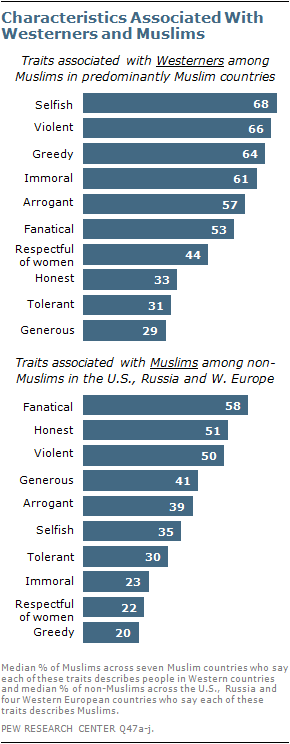 Characteristics Associated With
Westerners and Muslims
Traits associated with Westerners among
Muslims in predominantly Muslim countries
Selfish 68
Violent 66
Greedy 64
Immoral 61
Arrogant 57
Fanatical 53
Respectful
of women 44
Honest 33
Tolerant 31
Generous 29
Traits associated with Muslims among non-
Muslims in the U.S., Russia and W. Europe
Fanatical 58
Honest 51
Violent 50
Generous 41
Arrogant 39
Selfish 35
Tolerant 30
Immoral 23
Respectful
of women 22
Greedy 20
Median % of Muslims across seven Muslim countries who say
each of these traits describes people in Western countries
and median % of non-Muslims across the U.S., Russia and
four Western European countries who say each of these
traits describes Muslims.
PEW RESEARCH CENTER Q47a-j.